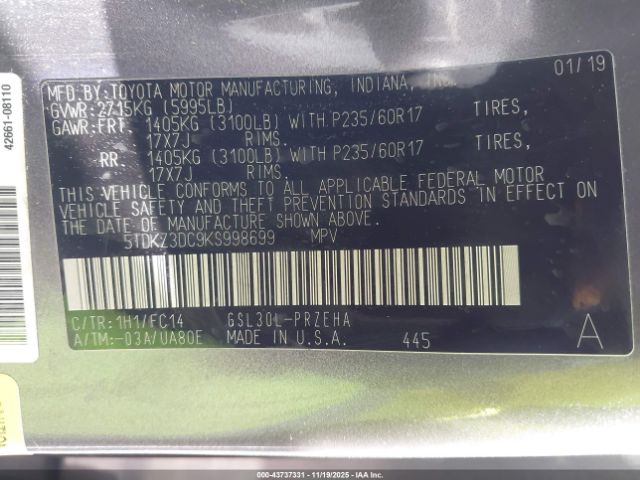 MFD.BY:TOYOTA MOTOR MANUFACTURING, INDIANA, INC. 01/19
GVWR:2715KG (5995LB)
GAWR:FRT 1405KG (3100LB) WITH P235/60R17 TIRES,
17X7J RIMS.
RR 1405KG (3100LB) WITH P235/60R17 TIRES,
17X7J RIMS.
THIS VEHICLE CONFORMS TO ALL APPLICABLE FEDERAL MOTOR
VEHICLE SAFETY AND THEFT PREVENTION STANDARDS IN EFFECT ON
THE DATE OF MANUFACTURE SHOWN ABOVE.
5TDKZ3DC9KS998699 MPV
C/TR:1H1/FC14 GSL30L-PRZEHA
A/TM:-03A/UA80E MADE IN U.S.A. 445 A
42661-08110
000-43737331 - 11/19/2025 - COPART